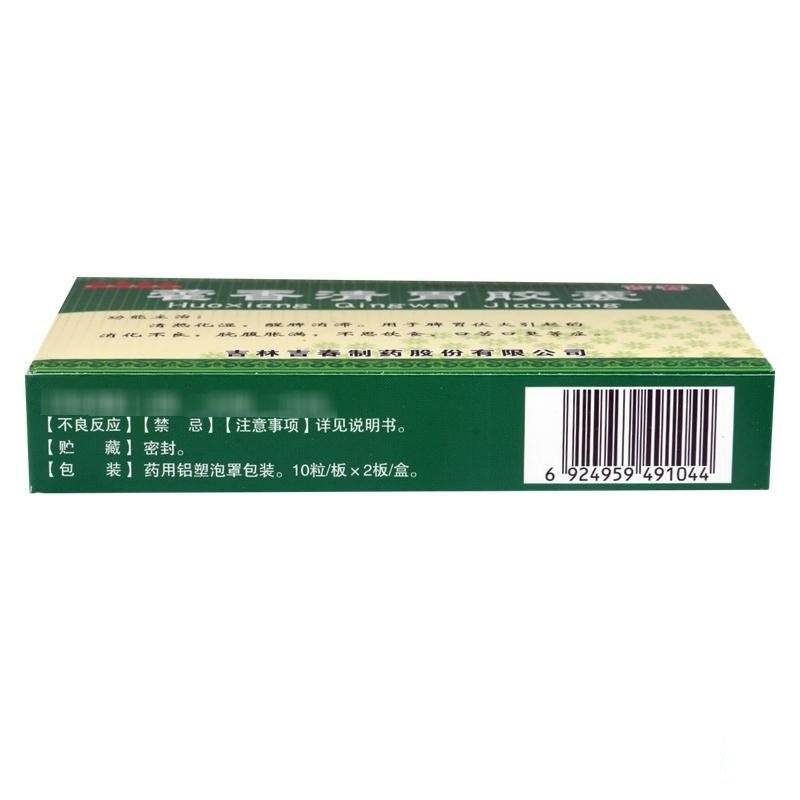 藿香清胃胶囊
Huoxiang Qingwei Jiaonang
功能主治：
清热化湿，醒脾消滞。用于脾胃伏火引起的
消化不良，脘腹胀满，不思饮食，口苦口臭等症。
吉林吉春制药股份有限公司
【不良反应】【禁 忌】【注意事项】详见说明书。
【贮 藏】密封。
【包 装】药用铝塑泡罩包装。10粒/板×2板/盒。
6 924959 491044